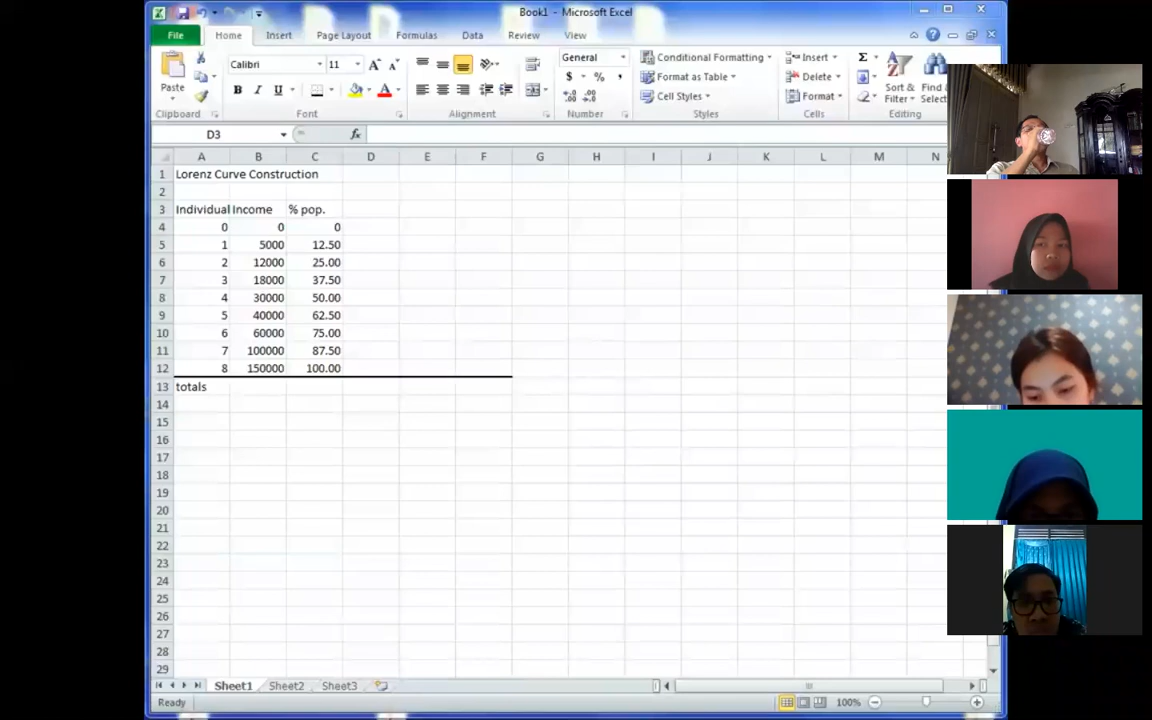 Book1 - Microsoft Excel
File Home Insert Page Layout Formulas Data Review View
Calibri 11 General Conditional Formatting Insert Σ
Paste B I U A $ % , Format as Table Delete Sort & Find &
Cell Styles Format Filter Select
Clipboard Font Alignment Number Styles Cells Editing
D3 fx
A B C D E F G H I J K L M N
1 Lorenz Curve Construction
2
3 Individual Income % pop.
4 0 0 0
5 1 5000 12.50
6 2 12000 25.00
7 3 18000 37.50
8 4 30000 50.00
9 5 40000 62.50
10 6 60000 75.00
11 7 100000 87.50
12 8 150000 100.00
13 totals
14
15
16
17
18
19
20
21
22
23
24
25
26
27
28
29
Sheet1 Sheet2 Sheet3
Ready 100%